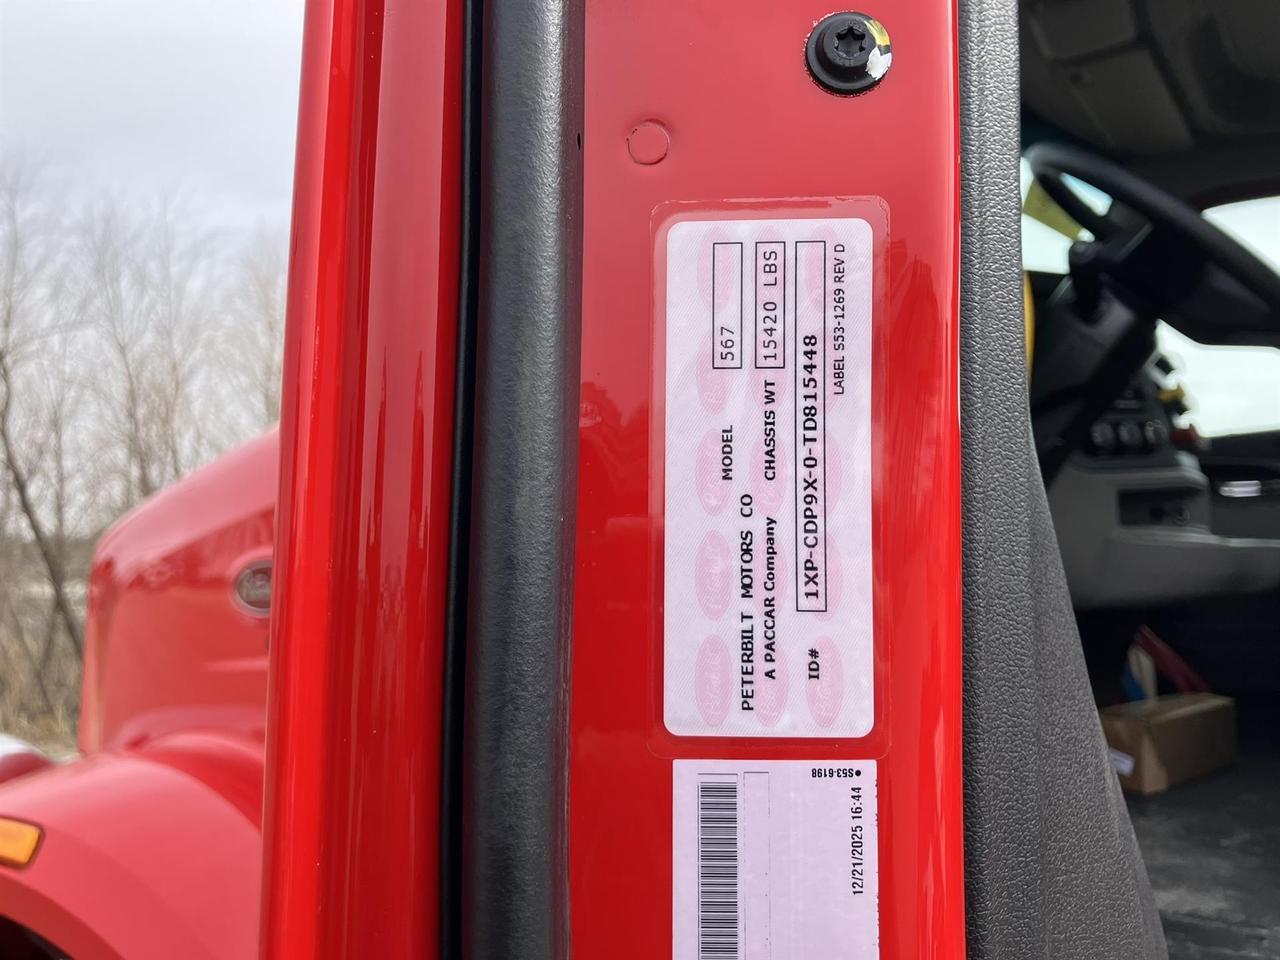 MODEL 567
PETERBILT MOTORS CO
A PACCAR Company CHASSIS WT 15420 LBS
ID# 1XP-CDP9X-0-TD815448
LABEL S53-1269 REV D
S53-6198
12/21/2025 16:44